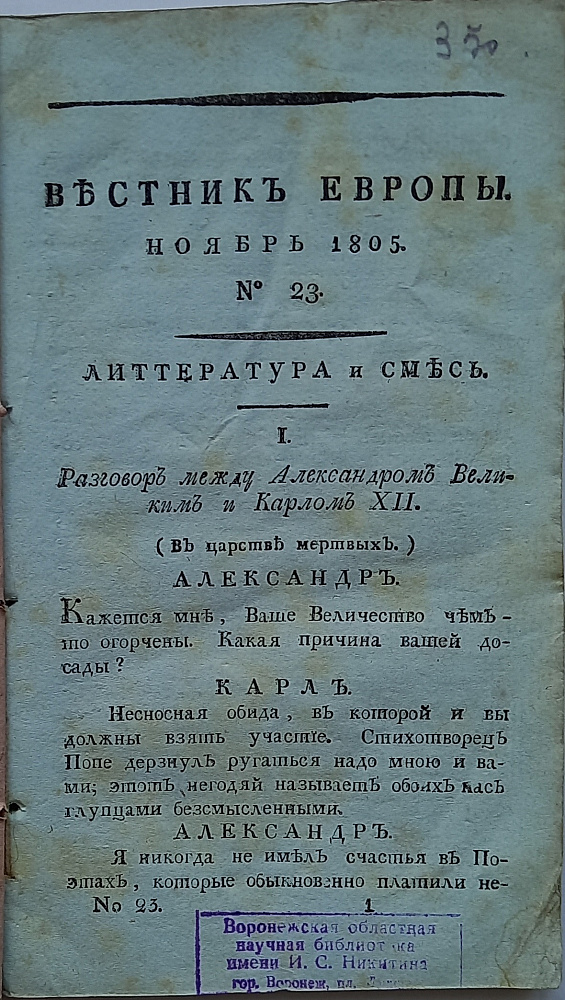 350.
ВѢСТНИКЪ ЕВРОПЫ.
НОЯБРЬ 1805.
№ 23.
ЛИТТЕРАТУРА и СМѢСЬ.
I.
Разговоръ между Александромъ Вели-
кимъ и Карломъ XII.
(Въ царствѣ мертвыхъ.)
АЛЕКСАНДРЪ.
Кажется мнѣ, Ваше Величество чѣмъ-
то огорчены. Какая причина вашей до-
сады?
КАРЛЪ.
Несносная обида, въ которой и вы
должны взять участіе. Стихотворецъ
Попе дерзнулъ ругаться надо мною и ва-
ми; этотъ негодяй называетъ обоихъ насъ
глупцами безсмысленными.
АЛЕКСАНДРЪ.
Я никогда не имѣлъ счастья въ По-
этахъ, которые обыкновенно платили не-
No 23. 1
Воронежская областная
научная библиотека
имени И. С. Никитина
гор. Воронеж, пл.